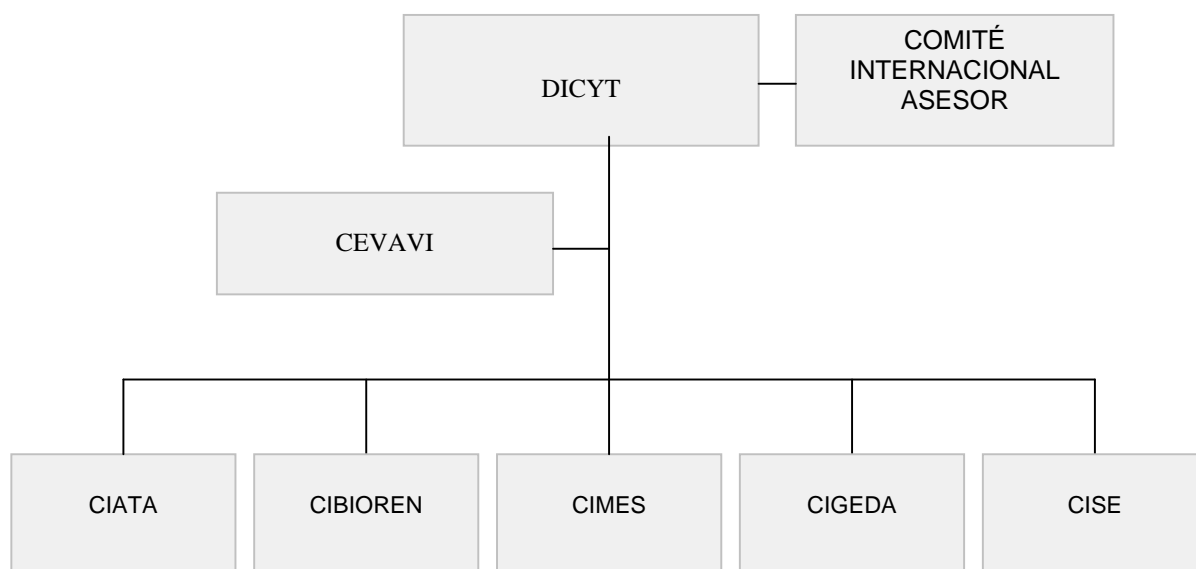 DICYT
COMITÉ
INTERNACIONAL
ASESOR
CEVAVI
CIATA
CIBIOREN
CIMES
CIGEDA
CISE